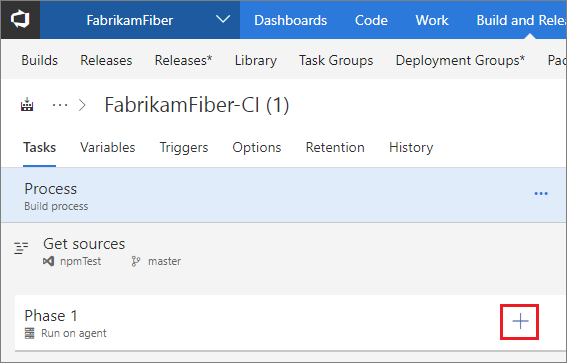 FabrikamFiber Dashboards Code Work Build and Relea
Builds Releases Releases* Library Task Groups Deployment Groups* Pac
··· > FabrikamFiber-CI (1)
Tasks Variables Triggers Options Retention History
Process
Build process
Get sources
npmTest master
Phase 1
Run on agent